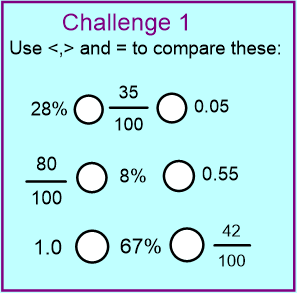 Challenge 1
Use <,> and = to compare these:
28% 35/100 0.05
80/100 8% 0.55
1.0 67% 42/100